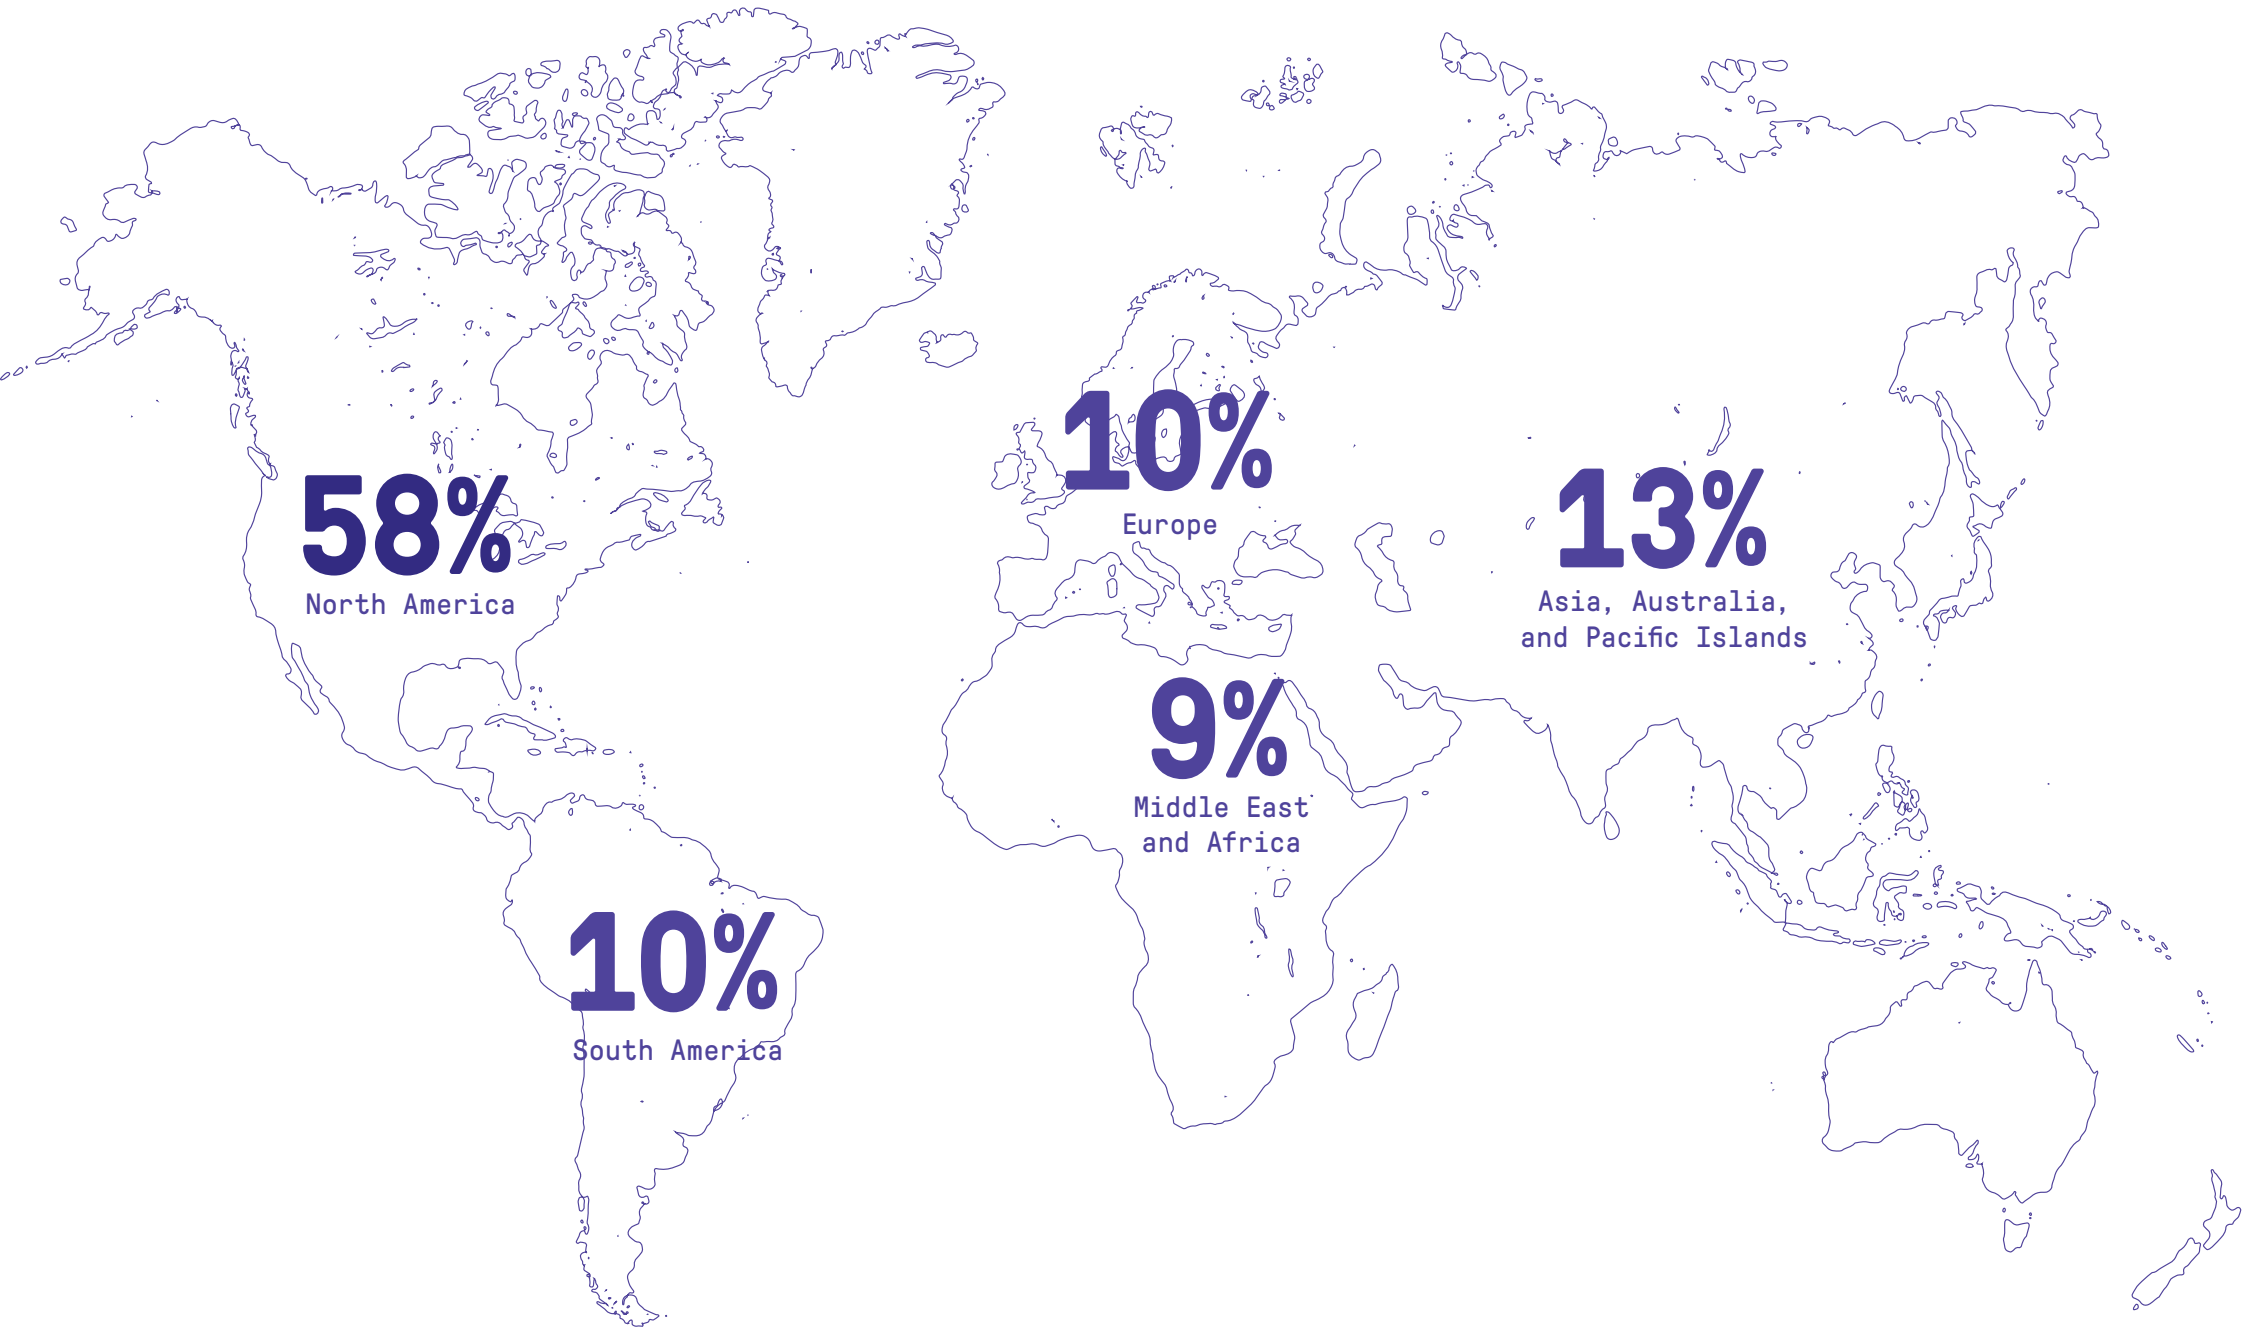 58%
North America
10%
Europe
13%
Asia, Australia,
and Pacific Islands
9%
Middle East
and Africa
10%
South America